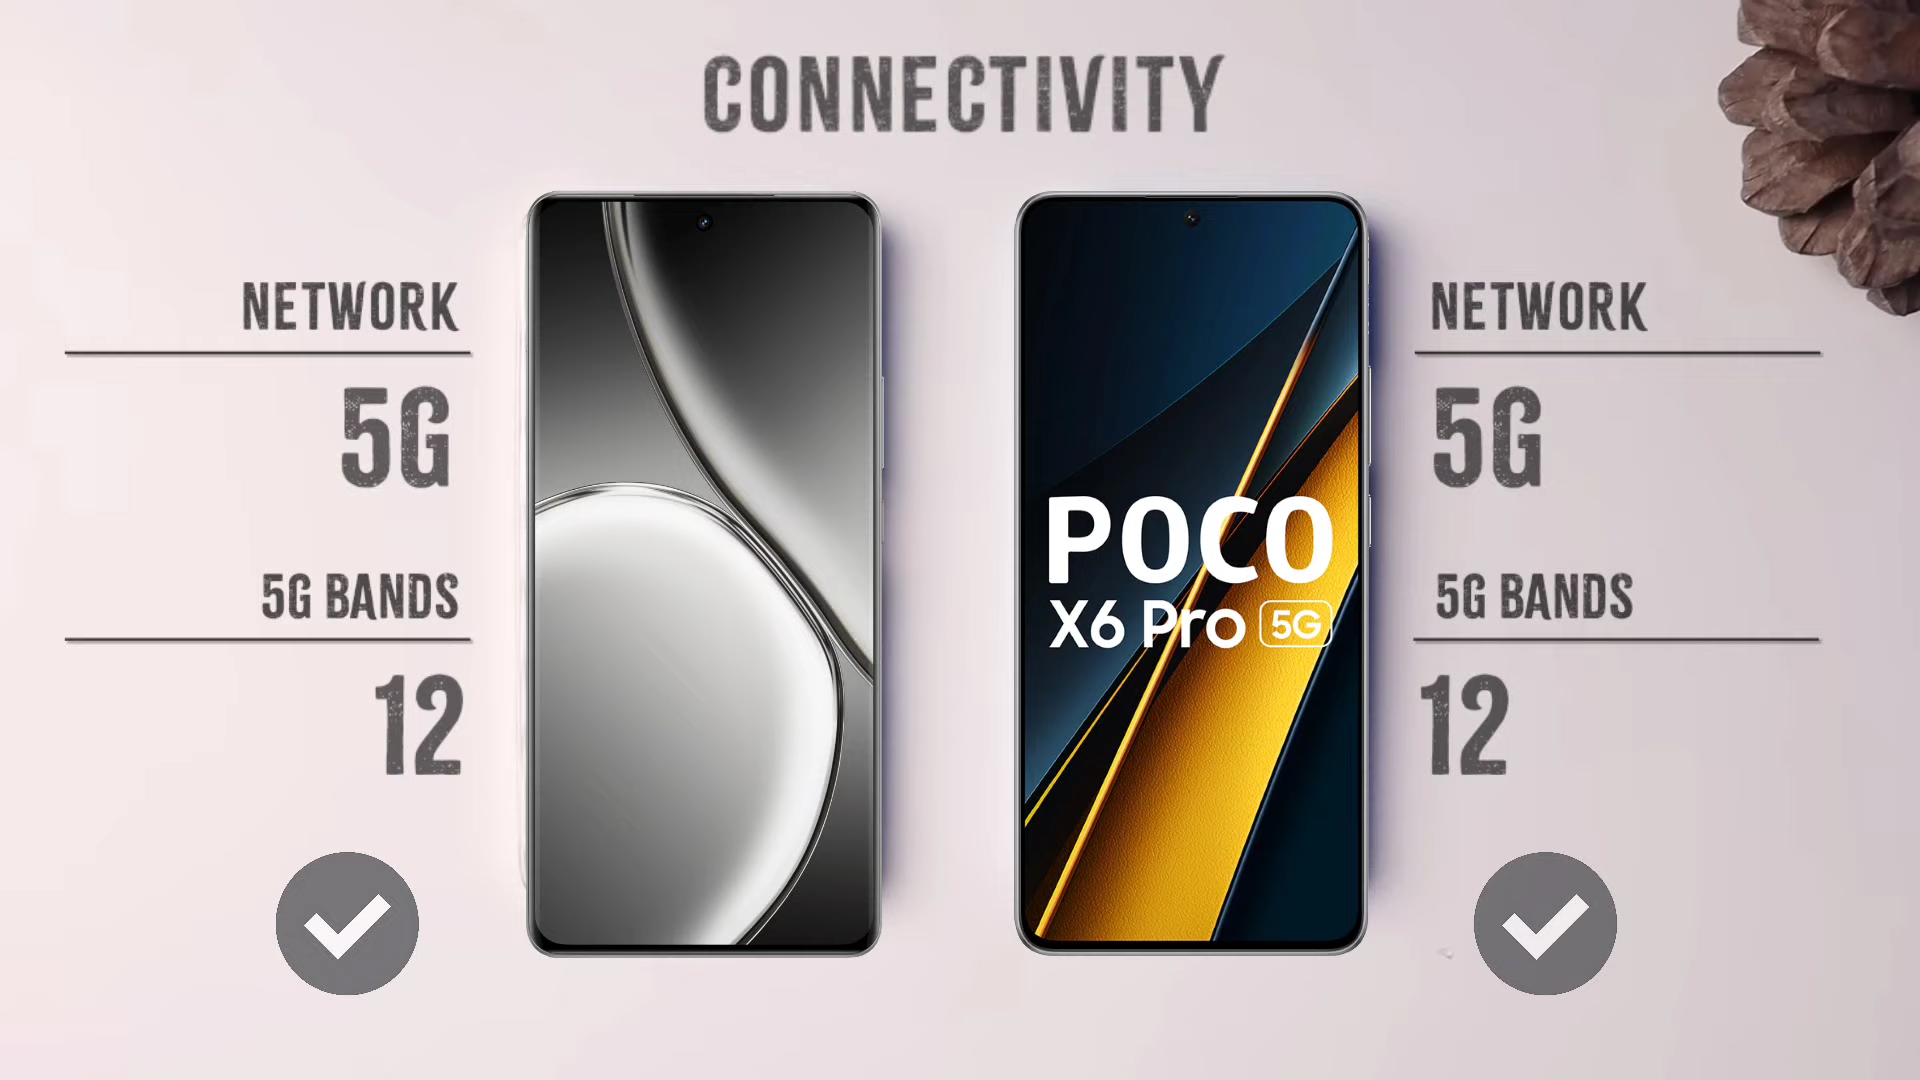 CONNECTIVITY
NETWORK
5G
5G BANDS
12
POCO
X6 Pro 5G
NETWORK
5G
5G BANDS
12